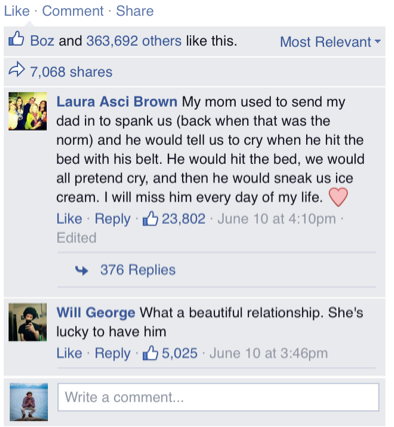 Like · Comment · Share
Boz and 363,692 others like this. Most Relevant
7,068 shares
Laura Asci Brown My mom used to send my
dad in to spank us (back when that was the
norm) and he would tell us to cry when he hit the
bed with his belt. He would hit the bed, we would
all pretend cry, and then he would sneak us ice
cream. I will miss him every day of my life.
Like · Reply · 23,802 · June 10 at 4:10pm ·
Edited
376 Replies
Will George What a beautiful relationship. She's
lucky to have him
Like · Reply · 5,025 · June 10 at 3:46pm
Write a comment...